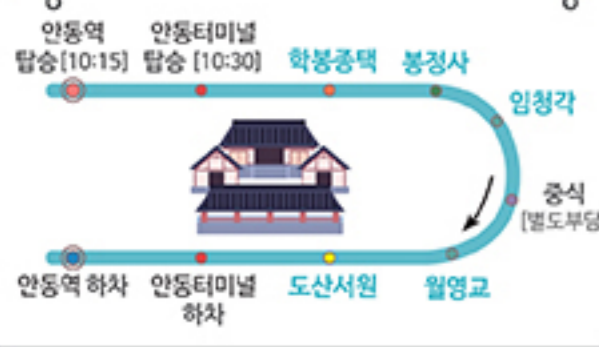 안동역
탑승[10:15]
안동터미널
탑승 [10:30]
학봉종택
봉정사
임청각
중식
[별도부담
월영교
도산서원
안동터미널
하차
안동역 하차